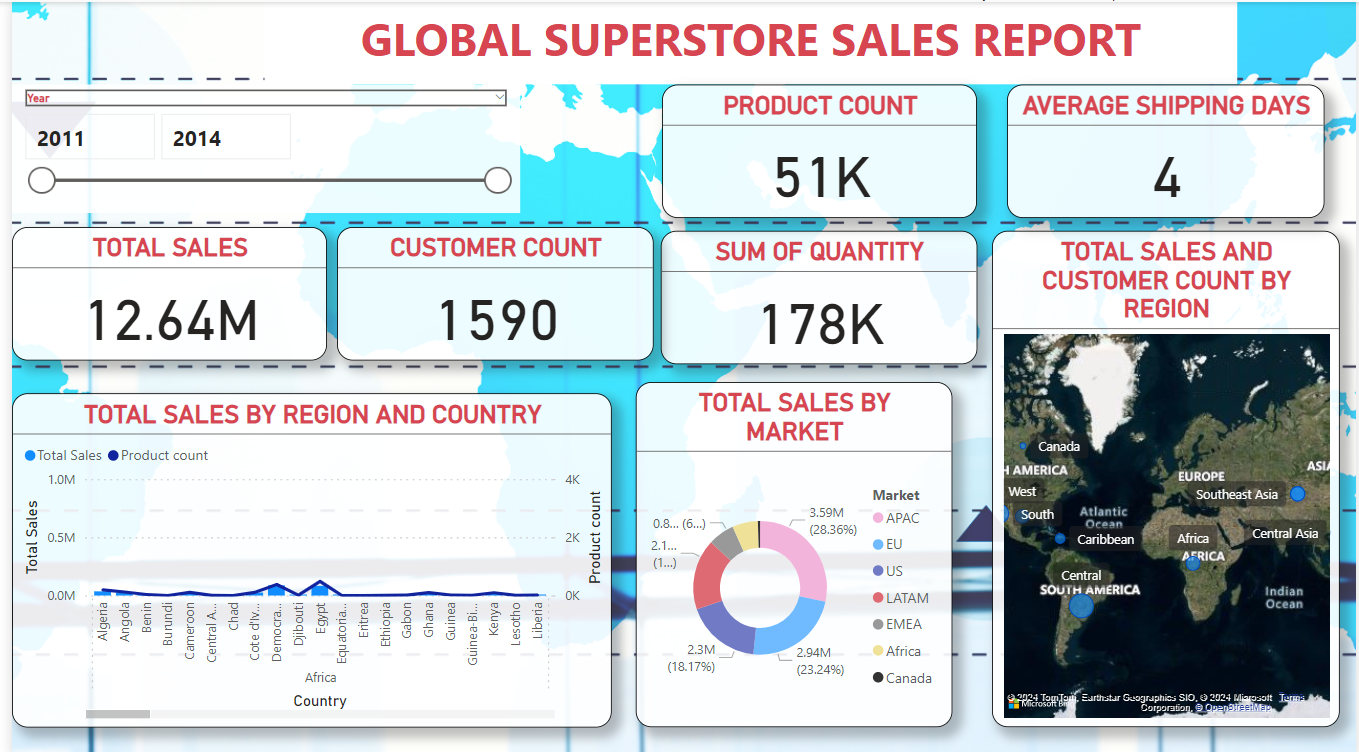 GLOBAL SUPERSTORE SALES REPORT
Year
2011
2014
PRODUCT COUNT
51K
AVERAGE SHIPPING DAYS
4
TOTAL SALES
12.64M
CUSTOMER COUNT
1590
SUM OF QUANTITY
178K
TOTAL SALES AND
CUSTOMER COUNT BY
REGION
Canada
H AMERICA
West
South
Atlantic
Ocean
Caribbean
EUROPE
ASIA
Southeast Asia
Africa
AFRICA
Central Asia
Central
SOUTH AMERICA
Indian
Ocean
© 2024 TomTom, Earthstar Geographics SIO, © 2024 Microsoft
Corporation, © OpenStreetMap
Terms
Microsoft Bing
TOTAL SALES BY REGION AND COUNTRY
Total Sales
Product count
1.0M
0.5M
0.0M
Total Sales
4K
2K
0K
Product count
Algeria
Angola
Benin
Burundi
Cameroon
Central A...
Chad
Cote d'Iv...
Democra...
Djibouti
Egypt
Equatoria...
Eritrea
Ethiopia
Gabon
Ghana
Guinea
Guinea-Bi...
Kenya
Lesotho
Liberia
Africa
Country
TOTAL SALES BY
MARKET
3.59M
(28.36%)
2.94M
(23.24%)
2.3M
(18.17%)
2.1...
(1...)
0.8... (6...)
Market
APAC
EU
US
LATAM
EMEA
Africa
Canada